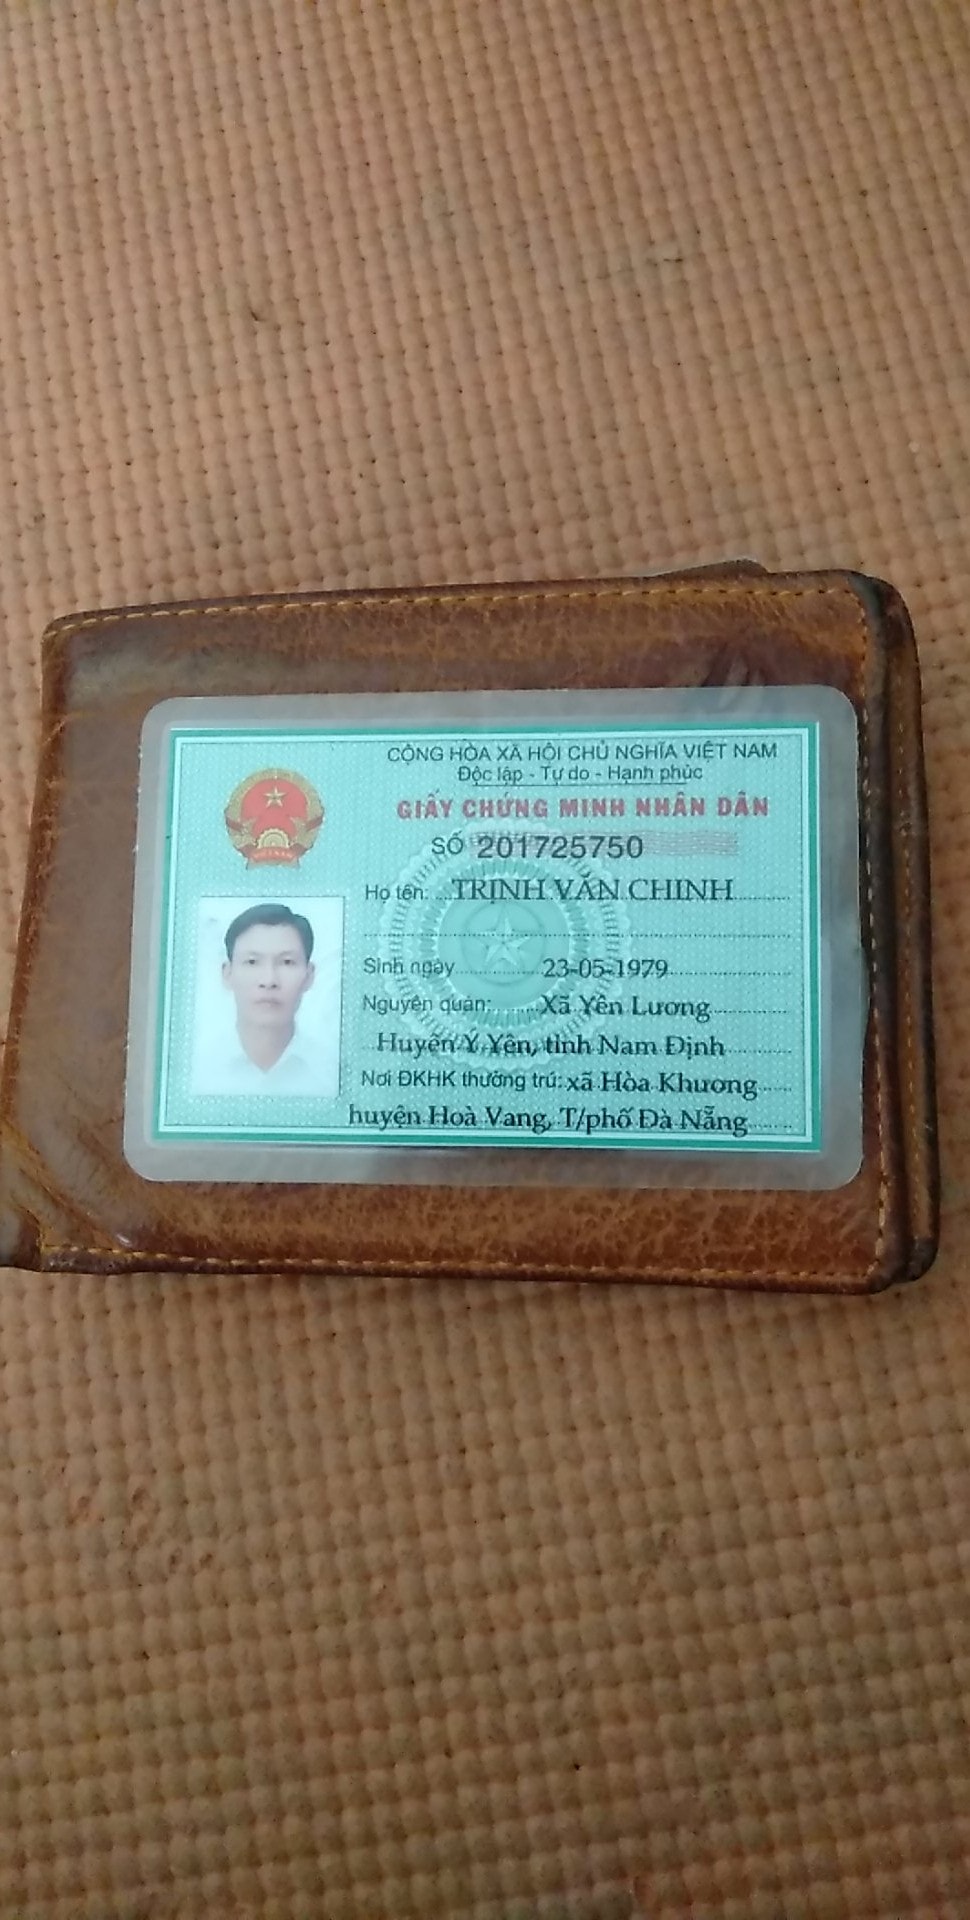 CỘNG HÒA XÃ HỘI CHỦ NGHĨA VIỆT NAM
Độc lập - Tự do - Hạnh phúc
GIẤY CHỨNG MINH NHÂN DÂN
SỐ 201725750
Họ tên: TRỊNH VĂN CHINH
Sinh ngày 23-05-1979
Nguyên quán: Xã Yên Lương
Huyện Ý Yên, tỉnh Nam Định
Nơi ĐKHK thường trú: xã Hòa Khương
huyện Hoà Vang, T/phố Đà Nẵng
VIỆT NAM